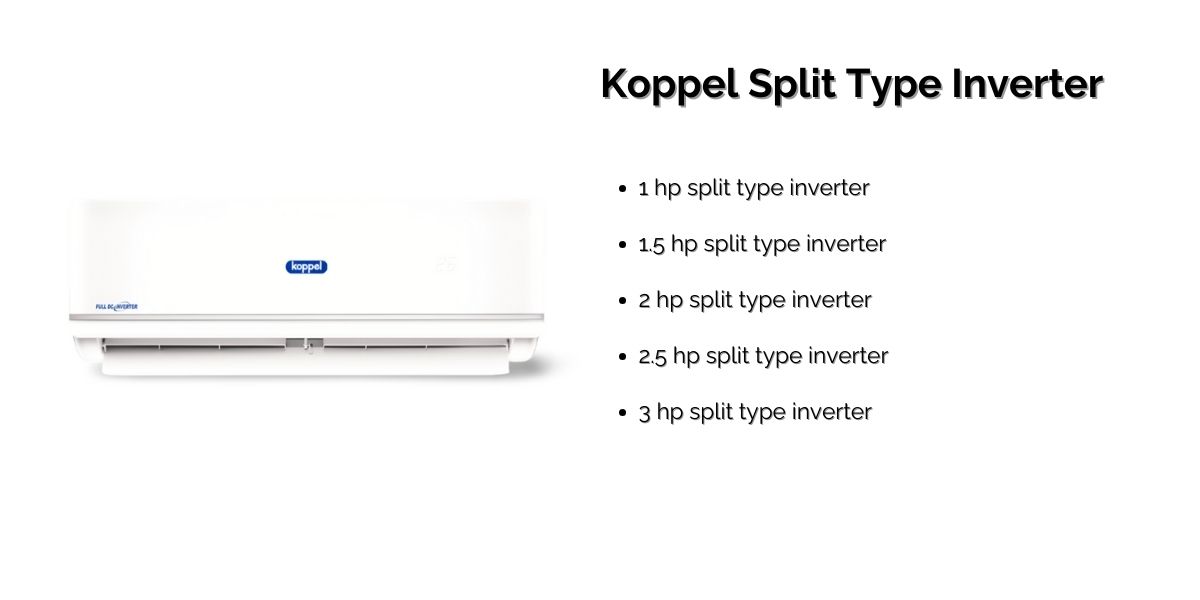 Koppel Split Type Inverter
• 1 hp split type inverter
• 1.5 hp split type inverter
• 2 hp split type inverter
• 2.5 hp split type inverter
• 3 hp split type inverter
koppel
25
FULL DC INVERTER